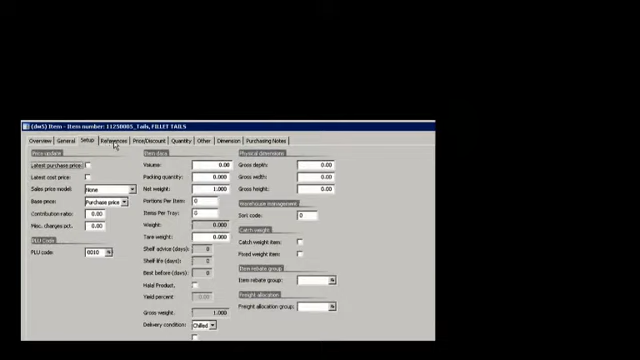 (dw5) Item - Item number: 11250005_Tails, FILLET TAILS
Overview General Setup References Price/Discount Quantity Other Dimension Purchasing Notes
Price update
Latest purchase price:
Latest cost price:
Sales price model: None
Base price: Purchase price
Contribution ratio: 0.00
Misc. charges pct. 0.00
PLU Code
PLU code: 0010
Item data
Volume: 0.00
Packing quantity: 0.000
Net weight: 1.000
Portions Per Item: 0
Items Per Tray: 0
Weight: 0.000
Tare weight: 0.000
Shelf advice (days): 0
Shelf life (days): 0
Best before (days): 0
Halal Product,
Yield percent 0.00
Gross weight: 1.000
Delivery condition: Chilled
Physical dimensions
Gross depth: 0.00
Gross width: 0.00
Gross height: 0.00
Warehouse management
Sort code: 0
Catch weight
Catch weight item:
Fixed weight item:
Item rebate group
Item rebate group:
Freight allocation
Freight allocation group: